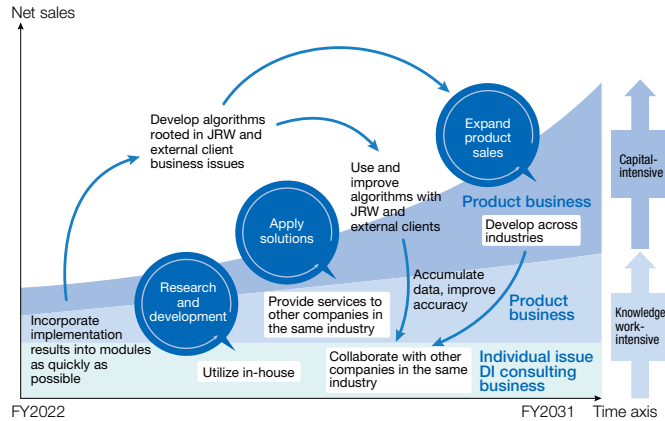 Net sales
Develop algorithms
rooted in JRW and
external client
business issues
Expand
product
sales
Capital-
intensive
Use and
improve
algorithms with
JRW and
external clients
Product business
Apply
solutions
Develop across
industries
Accumulate
data, improve
accuracy
Research
and
development
Provide services to
other companies in
the same industry
Product
business
Knowledge
work-
intensive
Incorporate
implementation
results into modules
as quickly as
possible
Utilize in-house
Collaborate with other
companies in the same
industry
Individual issue
DI consulting
business
FY2022
FY2031
Time axis